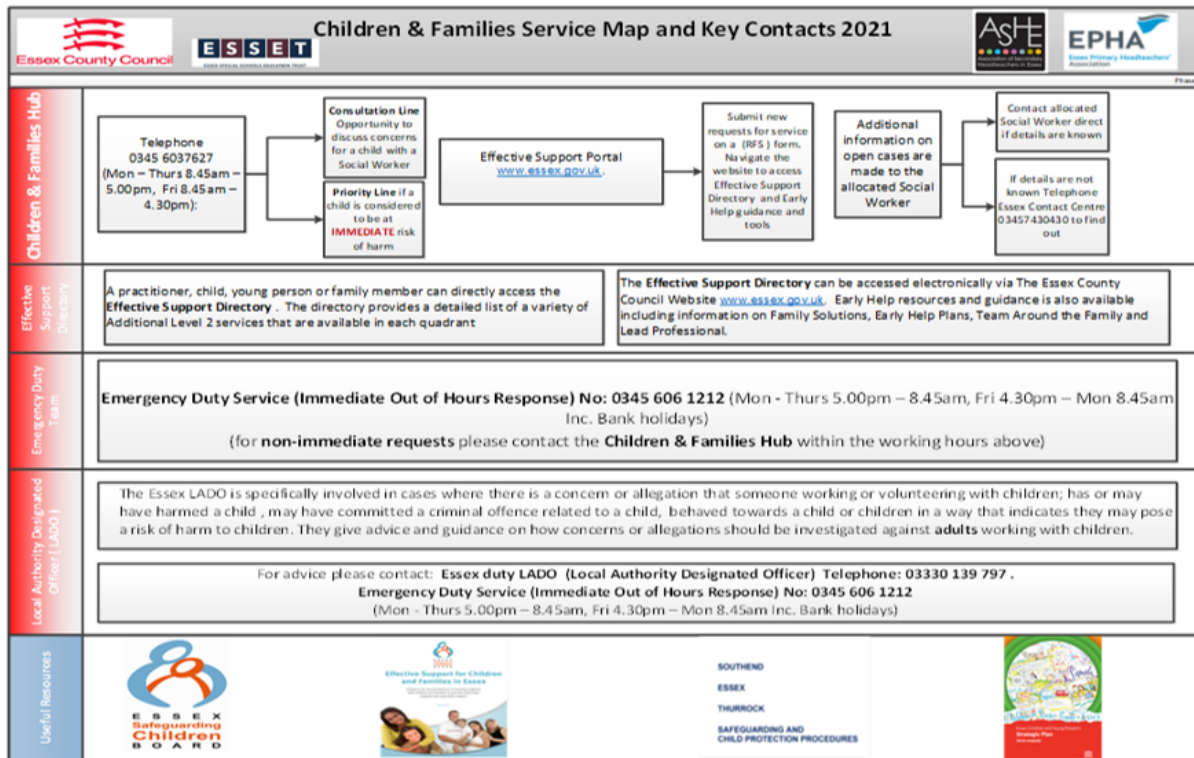 Children & Families Service Map and Key Contacts 2021
Essex County Council
ESSET
ESSEX SPECIAL SCHOOLS EDUCATION TRUST
ASHE
Association of Secondary
Headteachers in Essex
EPHA
Essex Primary Headteachers'
Association
Children & Families Hub
Telephone
0345 6037627
(Mon – Thurs 8.45am –
5.00pm, Fri 8.45am –
4.30pm):
Consultation Line
Opportunity to
discuss concerns
for a child with a
Social Worker
Priority Line if a
child is considered
to be at
IMMEDIATE risk
of harm
Effective Support Portal
www.essex.gov.uk .
Submit new
requests for service
on a (RFS ) form.
Navigate the
website to access
Effective Support
Directory and Early
Help guidance and
tools
Additional
information on
open cases are
made to the
allocated Social
Worker
Contact allocated
Social Worker direct
if details are known
If details are not
known Telephone
Essex Contact Centre
03457430430 to find
out
Effective
Support
Directory
A practitioner, child, young person or family member can directly access the
Effective Support Directory . The directory provides a detailed list of a variety of
Additional Level 2 services that are available in each quadrant
The Effective Support Directory can be accessed electronically via The Essex County
Council Website www.essex.gov.uk. Early Help resources and guidance is also available
including information on Family Solutions, Early Help Plans, Team Around the Family and
Lead Professional.
Emergency Duty
Team
Emergency Duty Service (Immediate Out of Hours Response) No: 0345 606 1212 (Mon - Thurs 5.00pm – 8.45am, Fri 4.30pm – Mon 8.45am
Inc. Bank holidays)
(for non-immediate requests please contact the Children & Families Hub within the working hours above)
Local Authority Designated
Officer ( LADO )
The Essex LADO is specifically involved in cases where there is a concern or allegation that someone working or volunteering with children; has or may
have harmed a child , may have committed a criminal offence related to a child, behaved towards a child or children in a way that indicates they may pose
a risk of harm to children. They give advice and guidance on how concerns or allegations should be investigated against adults working with children.
For advice please contact: Essex duty LADO (Local Authority Designated Officer) Telephone: 03330 139 797 .
Emergency Duty Service (Immediate Out of Hours Response) No: 0345 606 1212
(Mon - Thurs 5.00pm – 8.45am, Fri 4.30pm – Mon 8.45am Inc. Bank holidays)
Useful Resources
ESSEX
Safeguarding
Children
BOARD
Effective Support for Children
and Families in Essex
SOUTHEND
ESSEX
THURROCK
SAFEGUARDING AND
CHILD PROTECTION PROCEDURES
Strategic Plan